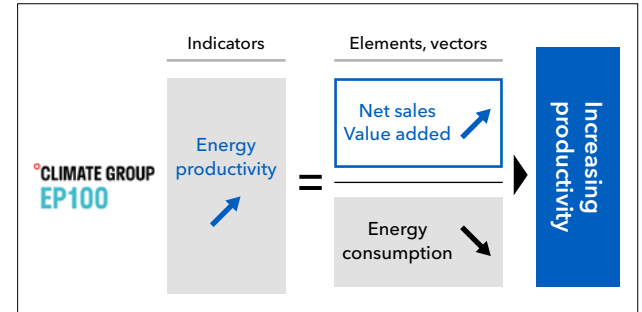 Indicators
Elements, vectors
°CLIMATE GROUP
EP100
Energy
productivity
=
Net sales
Value added
Energy
consumption
Increasing
productivity